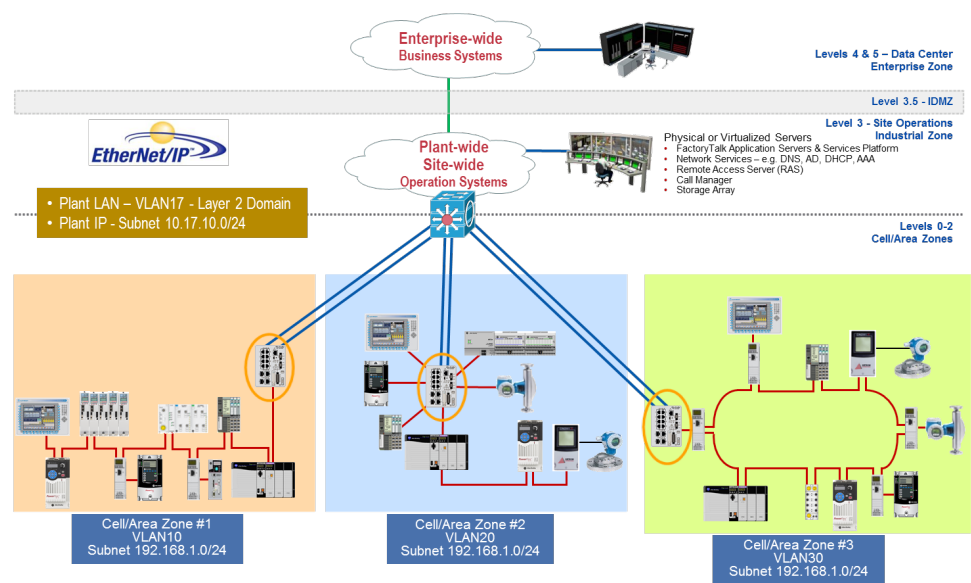 Enterprise-wide
Business Systems
Levels 4 & 5 – Data Center
Enterprise Zone
Level 3.5 - IDMZ
Level 3 - Site Operations
Industrial Zone
EtherNet/IP™
Plant-wide
Site-wide
Operation Systems
Physical or Virtualized Servers
• FactoryTalk Application Servers & Services Platform
• Network Services – e.g. DNS, AD, DHCP, AAA
• Remote Access Server (RAS)
• Call Manager
• Storage Array
• Plant LAN – VLAN17 - Layer 2 Domain
• Plant IP - Subnet 10.17.10.0/24
Levels 0-2
Cell/Area Zones
Cell/Area Zone #1
VLAN10
Subnet 192.168.1.0/24
Cell/Area Zone #2
VLAN20
Subnet 192.168.1.0/24
Cell/Area Zone #3
VLAN30
Subnet 192.168.1.0/24